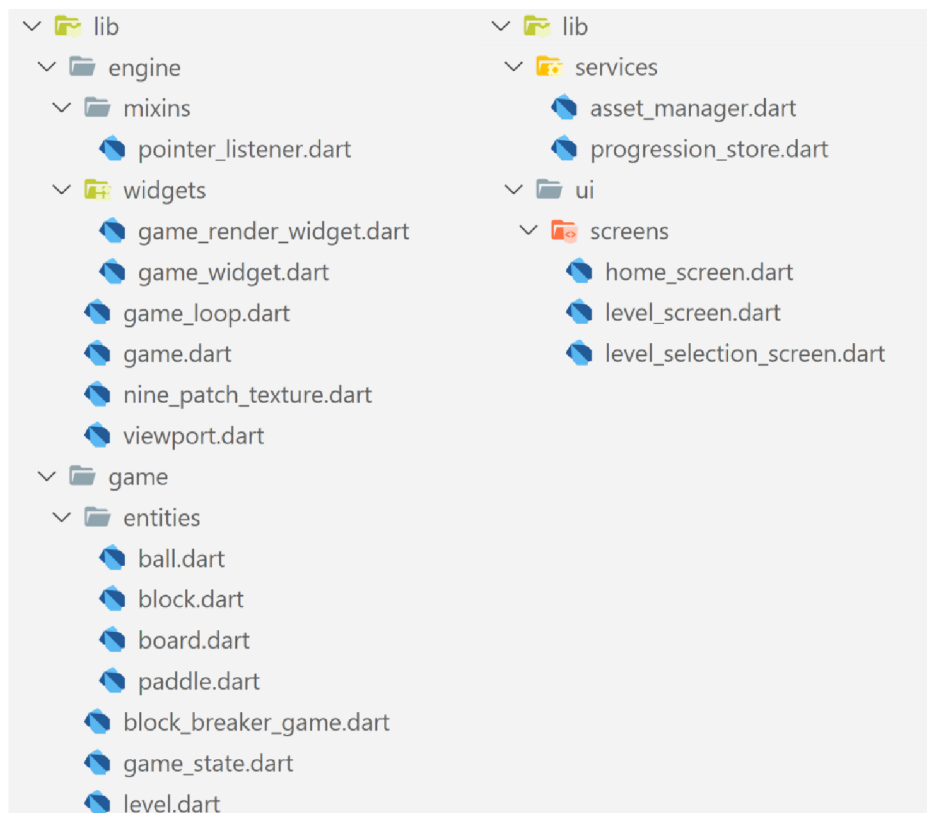 lib
engine
mixins
pointer_listener.dart
widgets
game_render_widget.dart
game_widget.dart
game_loop.dart
game.dart
nine_patch_texture.dart
viewport.dart
game
entities
ball.dart
block.dart
board.dart
paddle.dart
block_breaker_game.dart
game_state.dart
level.dart
lib
services
asset_manager.dart
progression_store.dart
ui
screens
home_screen.dart
level_screen.dart
level_selection_screen.dart